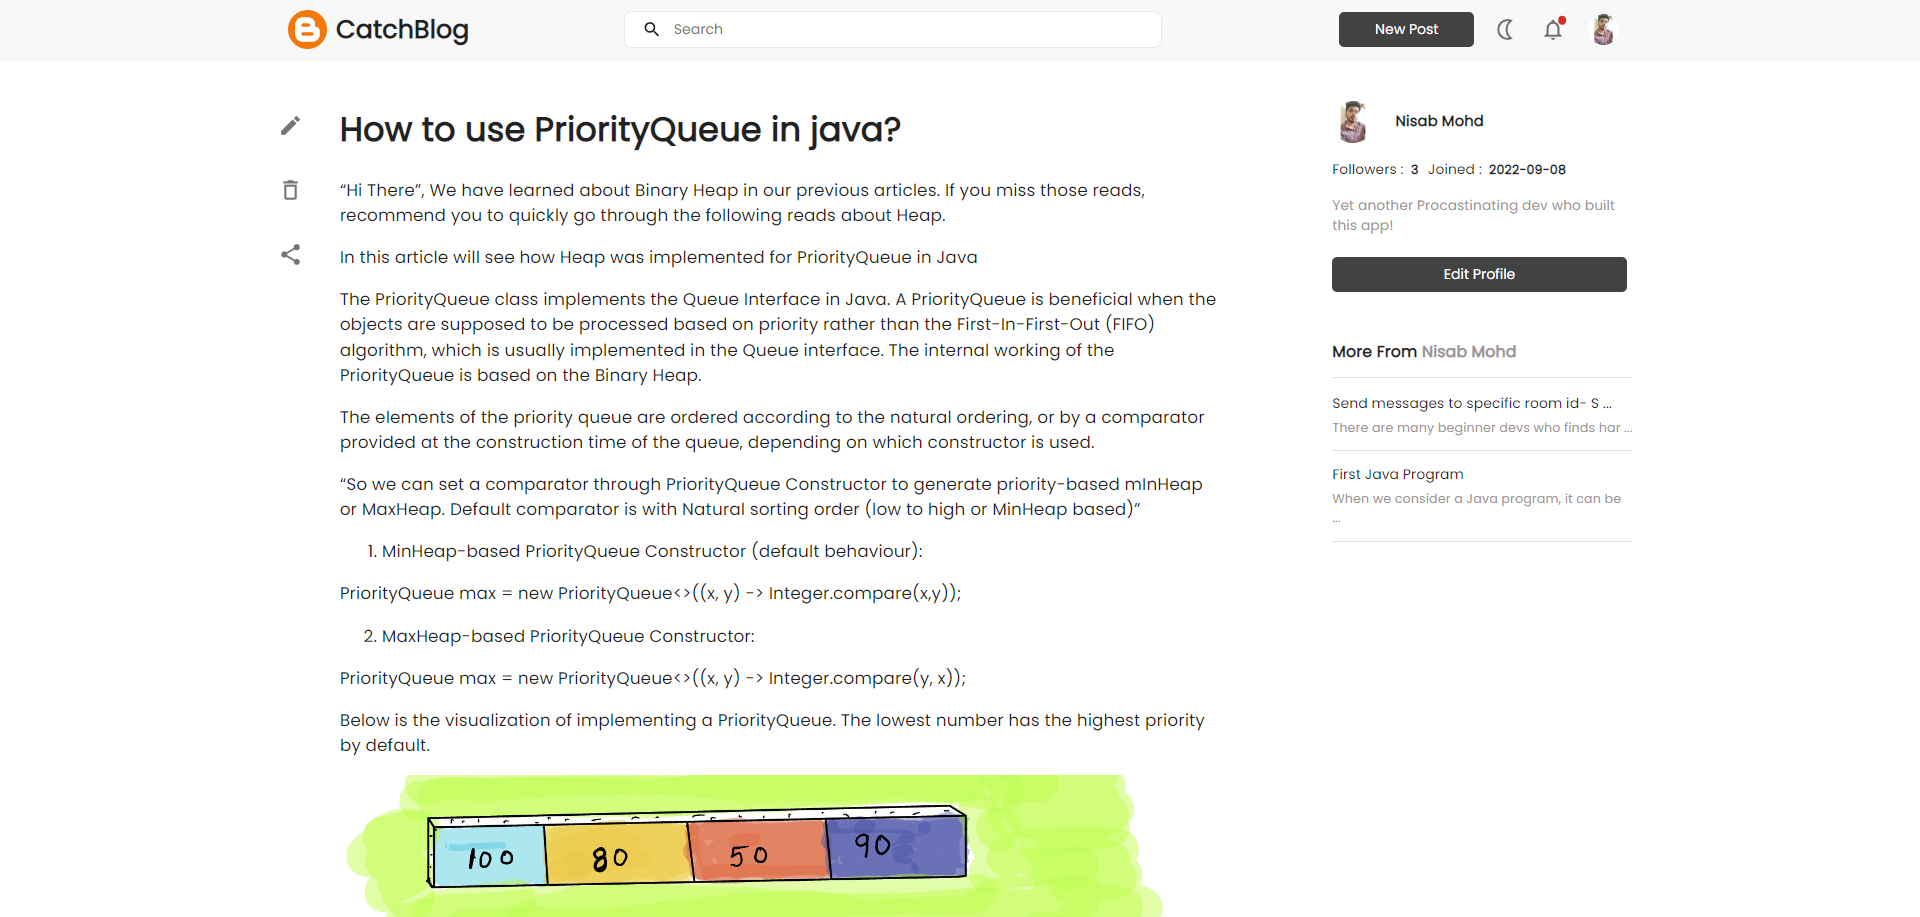 CatchBlog
Search
New Post
How to use PriorityQueue in java?
“Hi There”, We have learned about Binary Heap in our previous articles. If you miss those reads,
recommend you to quickly go through the following reads about Heap.
In this article will see how Heap was implemented for PriorityQueue in Java
The PriorityQueue class implements the Queue Interface in Java. A PriorityQueue is beneficial when the
objects are supposed to be processed based on priority rather than the First-In-First-Out (FIFO)
algorithm, which is usually implemented in the Queue interface. The internal working of the
PriorityQueue is based on the Binary Heap.
The elements of the priority queue are ordered according to the natural ordering, or by a comparator
provided at the construction time of the queue, depending on which constructor is used.
“So we can set a comparator through PriorityQueue Constructor to generate priority-based mInHeap
or MaxHeap. Default comparator is with Natural sorting order (low to high or MinHeap based)”
1. MinHeap-based PriorityQueue Constructor (default behaviour):
PriorityQueue max = new PriorityQueue<>((x, y) -> Integer.compare(x,y));
2. MaxHeap-based PriorityQueue Constructor:
PriorityQueue max = new PriorityQueue<>((x, y) -> Integer.compare(y, x));
Below is the visualization of implementing a PriorityQueue. The lowest number has the highest priority
by default.
100 80 50 90
Nisab Mohd
Followers : 3 Joined : 2022-09-08
Yet another Procastinating dev who built
this app!
Edit Profile
More From Nisab Mohd
Send messages to specific room id- S ...
There are many beginner devs who finds har ...
First Java Program
When we consider a Java program, it can be
...